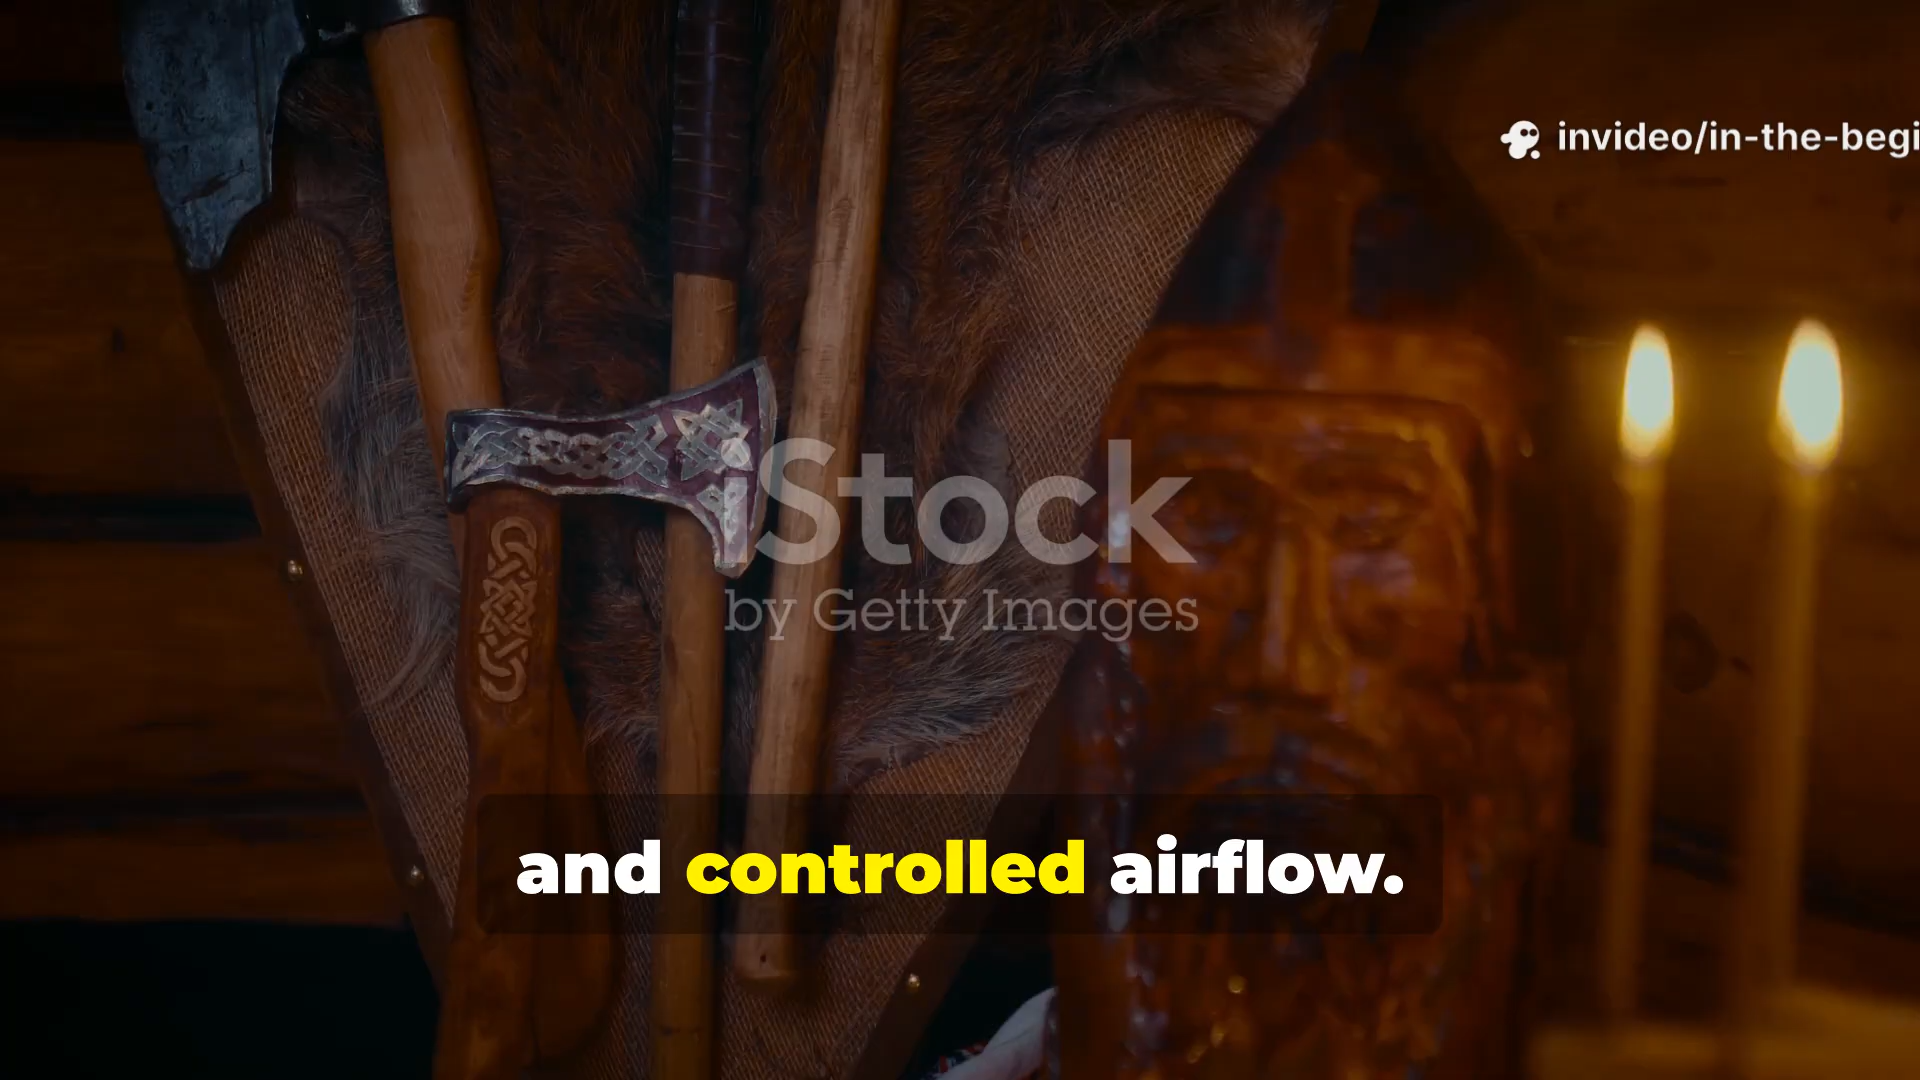 invideo/in-the-begi
iStock
by Getty Images
and controlled airflow.